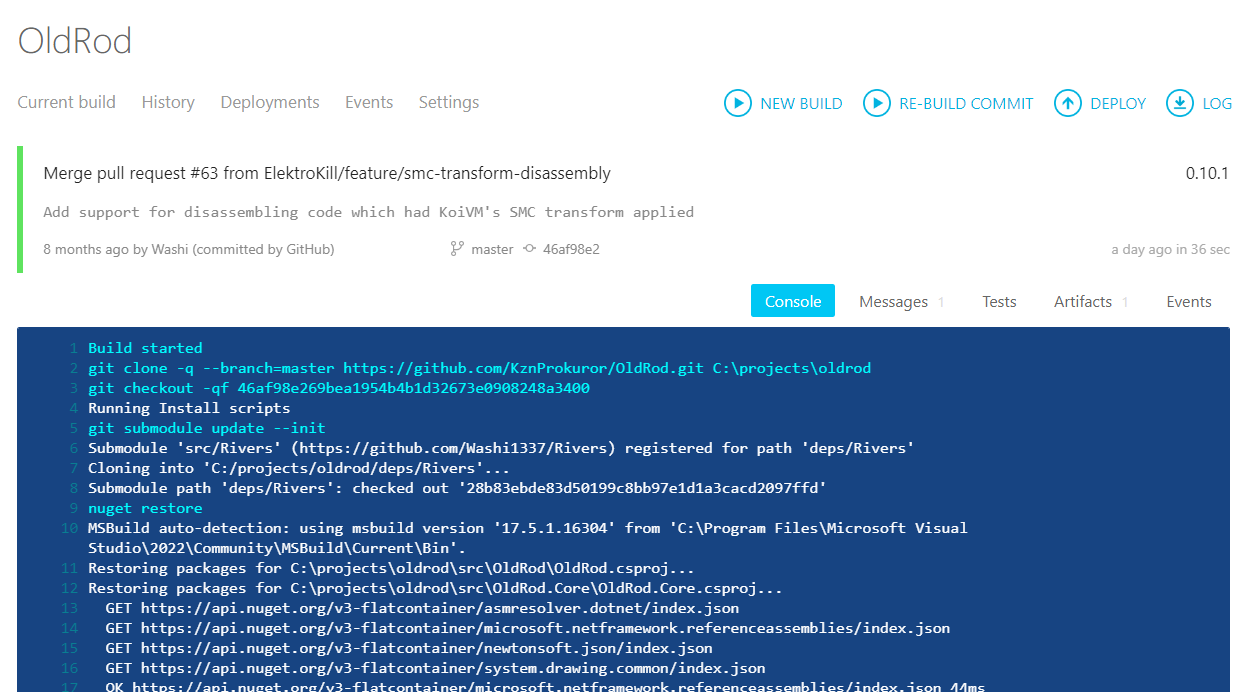 OldRod
Current build History Deployments Events Settings NEW BUILD RE-BUILD COMMIT DEPLOY LOG
Merge pull request #63 from ElektroKill/feature/smc-transform-disassembly 0.10.1
Add support for disassembling code which had KoiVM's SMC transform applied
8 months ago by Washi (committed by GitHub) master 46af98e2 a day ago in 36 sec
Console Messages 1 Tests Artifacts 1 Events
1 Build started
2 git clone -q --branch=master https://github.com/KznProkuror/OldRod.git C:\projects\oldrod
3 git checkout -qf 46af98e269bea1954b4b1d32673e0908248a3400
4 Running Install scripts
5 git submodule update --init
6 Submodule 'src/Rivers' (https://github.com/Washi1337/Rivers) registered for path 'deps/Rivers'
7 Cloning into 'C:/projects/oldrod/deps/Rivers'...
8 Submodule path 'deps/Rivers': checked out '28b83ebde83d50199c8bb97e1d1a3cacd2097ffd'
9 nuget restore
10 MSBuild auto-detection: using msbuild version '17.5.1.16304' from 'C:\Program Files\Microsoft Visual
Studio\2022\Community\MSBuild\Current\Bin'.
11 Restoring packages for C:\projects\oldrod\src\OldRod\OldRod.csproj...
12 Restoring packages for C:\projects\oldrod\src\OldRod.Core\OldRod.Core.csproj...
13 GET https://api.nuget.org/v3-flatcontainer/asmresolver.dotnet/index.json
14 GET https://api.nuget.org/v3-flatcontainer/microsoft.netframework.referenceassemblies/index.json
15 GET https://api.nuget.org/v3-flatcontainer/newtonsoft.json/index.json
16 GET https://api.nuget.org/v3-flatcontainer/system.drawing.common/index.json
17 OK https://api.nuget.org/v3-flatcontainer/microsoft.netframework.referenceassemblies/index.json 44ms